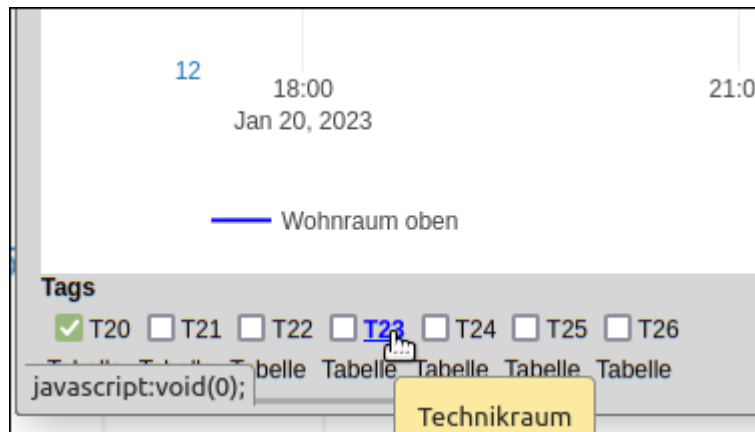 12
18:00
21:0
Jan 20, 2023
Wohnraum oben
Tags
T20 T21 T22 T23 T24 T25 T26
Tabelle Tabelle Tabelle Tabelle Tabelle
javascript:void(0);
Technikraum